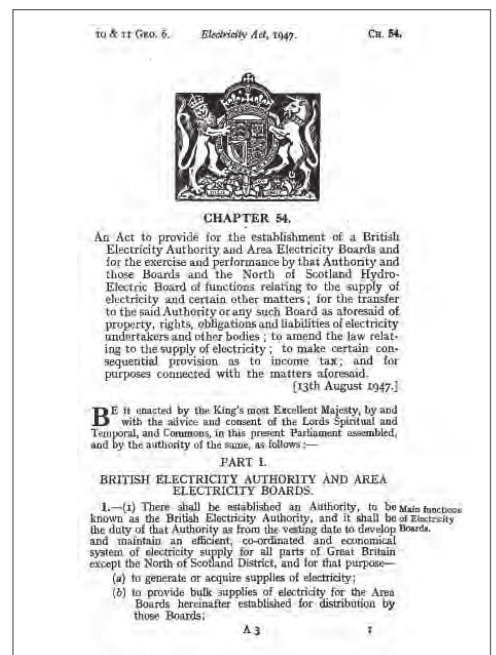 10 & 11 GEO. 6. Electricity Act, 1947. CH. 54.
CHAPTER 54.
An Act to provide for the establishment of a British
Electricity Authority and Area Electricity Boards and
for the exercise and performance by that Authority and
those Boards and the North of Scotland Hydro-
Electric Board of functions relating to the supply of
electricity and certain other matters; for the transfer
to the said Authority or any such Board as aforesaid of
property, rights, obligations and liabilities of electricity
undertakers and other bodies; to amend the law relat-
ing to the supply of electricity; to make certain con-
sequential provision as to income tax; and for
purposes connected with the matters aforesaid.
[13th August 1947.]
BE it enacted by the King's most Excellent Majesty, by and
with the advice and consent of the Lords Spiritual and
Temporal, and Commons, in this present Parliament assembled,
and by the authority of the same, as follows:—
PART I.
BRITISH ELECTRICITY AUTHORITY AND AREA
ELECTRICITY BOARDS.
1.—(1) There shall be established an Authority, to be
known as the British Electricity Authority, and it shall be
the duty of that Authority as from the vesting date to develop
and maintain an efficient, co-ordinated and economical
system of electricity supply for all parts of Great Britain
except the North of Scotland District, and for that purpose—
(a) to generate or acquire supplies of electricity;
(b) to provide bulk supplies of electricity for the Area
Boards hereinafter established for distribution by
those Boards;
Main functions
of Electricity
Boards.
A 3 1